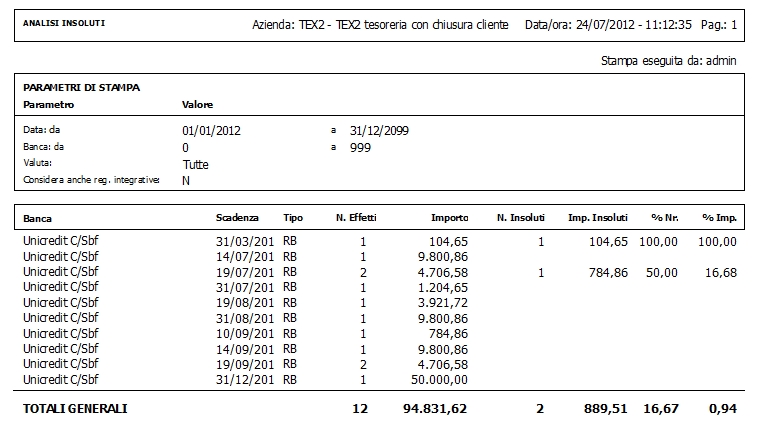 ANALISI INSOLUTI Azienda: TEX2 - TEX2 tesoreria con chiusura cliente Data/ora: 24/07/2012 - 11:12:35 Pag.: 1
Stampa eseguita da: admin
PARAMETRI DI STAMPA
Parametro Valore
Data: da 01/01/2012 a 31/12/2099
Banca: da 0 a 999
Valuta: Tutte
Considera anche reg. integrative: N
Banca Scadenza Tipo N. Effetti Importo N. Insoluti Imp. Insoluti % Nr. % Imp.
Unicredit C/Sbf 31/03/201 RB 1 104,65 1 104,65 100,00 100,00
Unicredit C/Sbf 14/07/201 RB 1 9.800,86
Unicredit C/Sbf 19/07/201 RB 2 4.706,58 1 784,86 50,00 16,68
Unicredit C/Sbf 31/07/201 RB 1 1.204,65
Unicredit C/Sbf 19/08/201 RB 1 3.921,72
Unicredit C/Sbf 31/08/201 RB 1 9.800,86
Unicredit C/Sbf 10/09/201 RB 1 784,86
Unicredit C/Sbf 14/09/201 RB 1 9.800,86
Unicredit C/Sbf 19/09/201 RB 2 4.706,58
Unicredit C/Sbf 31/12/201 RB 1 50.000,00
TOTALI GENERALI 12 94.831,62 2 889,51 16,67 0,94